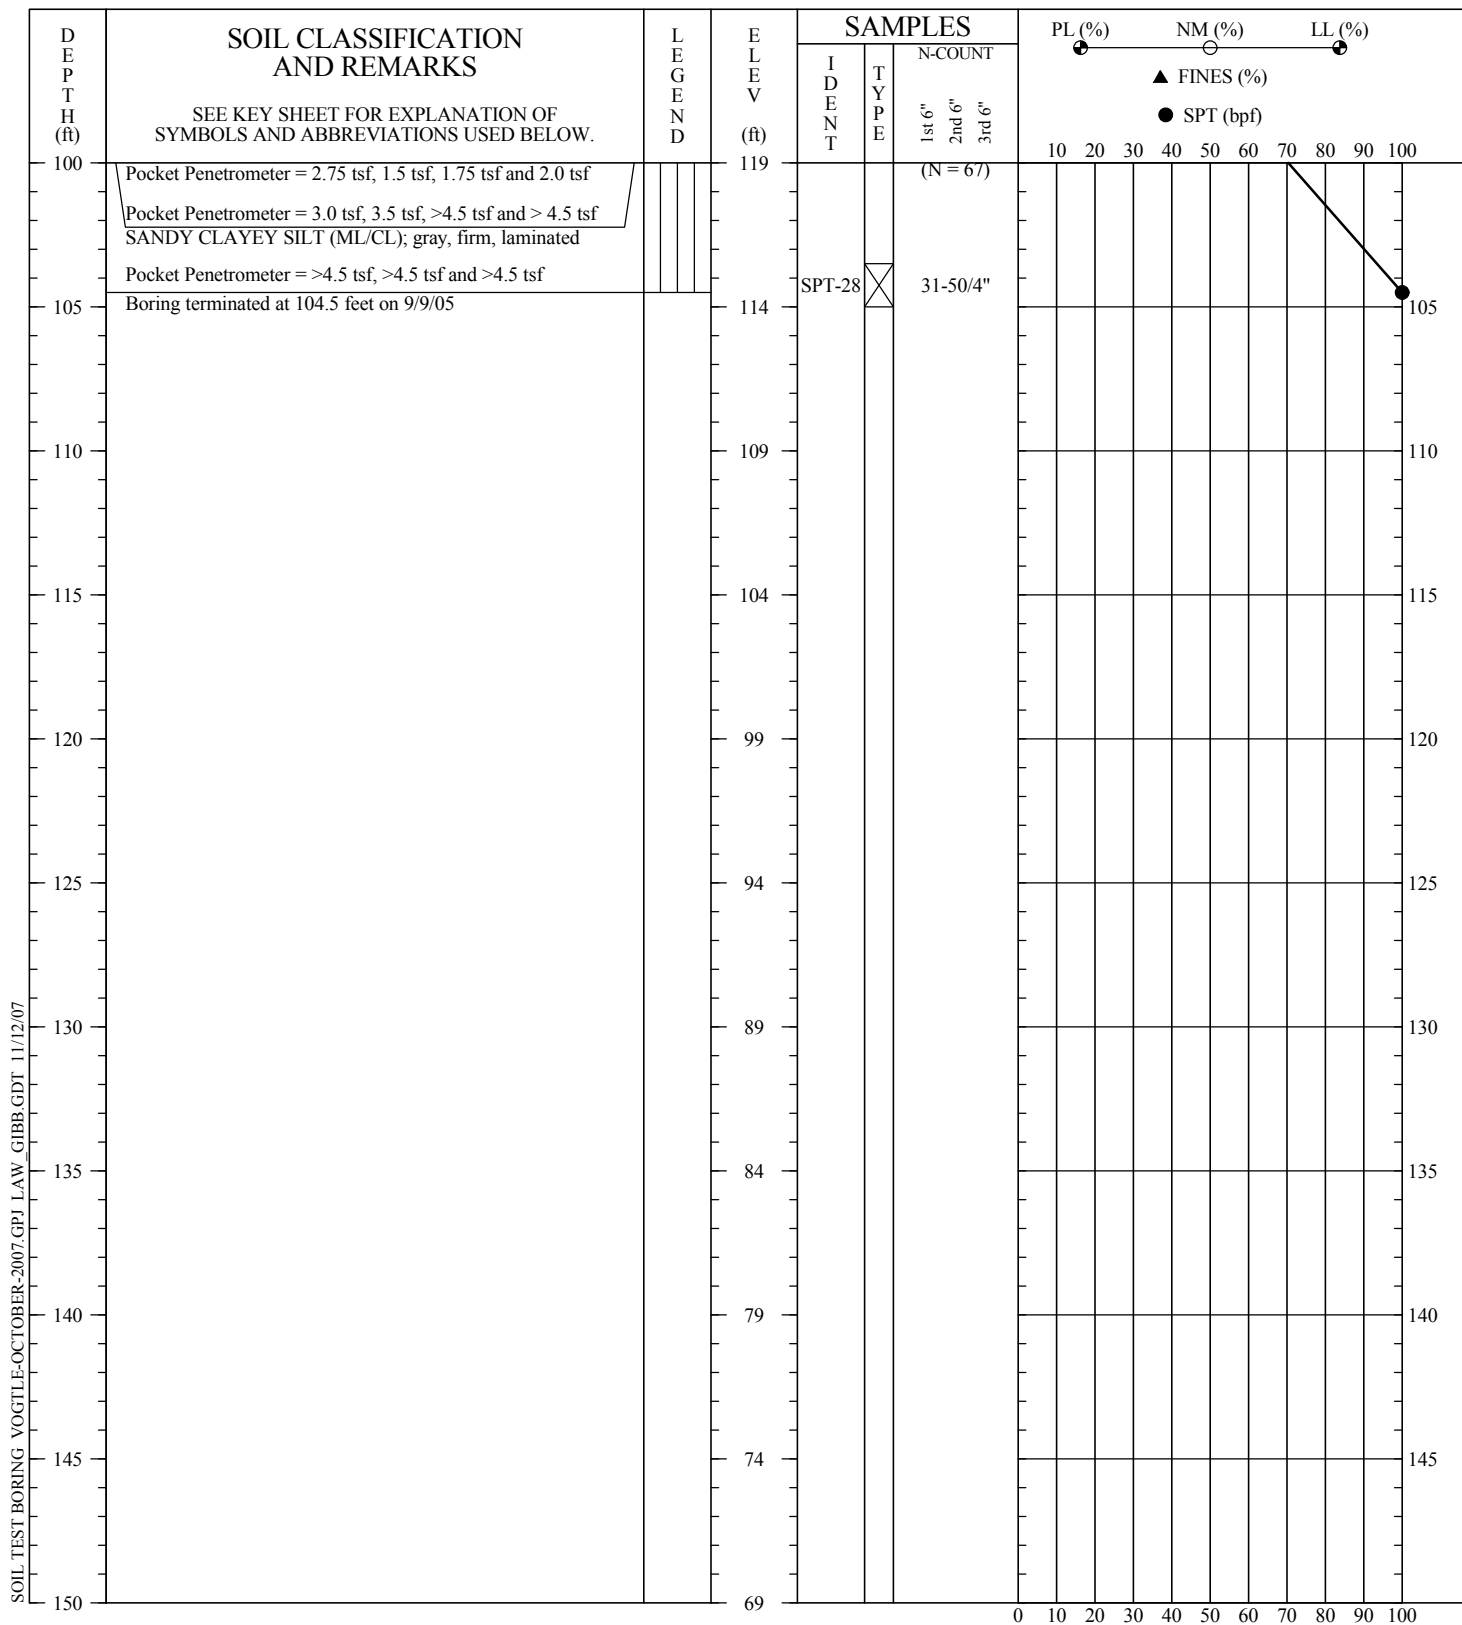 DEPTH (ft)
SOIL CLASSIFICATION
AND REMARKS
SEE KEY SHEET FOR EXPLANATION OF
SYMBOLS AND ABBREVIATIONS USED BELOW.
LEGEND
ELEV (ft)
SAMPLES
IDENT
TYPE
N-COUNT
1st 6"
2nd 6"
3rd 6"
PL (%) NM (%) LL (%)
FINES (%)
SPT (bpf)
10 20 30 40 50 60 70 80 90 100
100 Pocket Penetrometer = 2.75 tsf, 1.5 tsf, 1.75 tsf and 2.0 tsf 119 (N = 67)
Pocket Penetrometer = 3.0 tsf, 3.5 tsf, >4.5 tsf and > 4.5 tsf
SANDY CLAYEY SILT (ML/CL); gray, firm, laminated
Pocket Penetrometer = >4.5 tsf, >4.5 tsf and >4.5 tsf SPT-28 31-50/4"
105 Boring terminated at 104.5 feet on 9/9/05 114 105
110 109 110
115 104 115
120 99 120
125 94 125
130 89 130
135 84 135
140 79 140
145 74 145
150 69
0 10 20 30 40 50 60 70 80 90 100
SOIL TEST BORING VOGTLE-OCTOBER-2007.GPJ LAW_GIBB.GDT 11/12/07